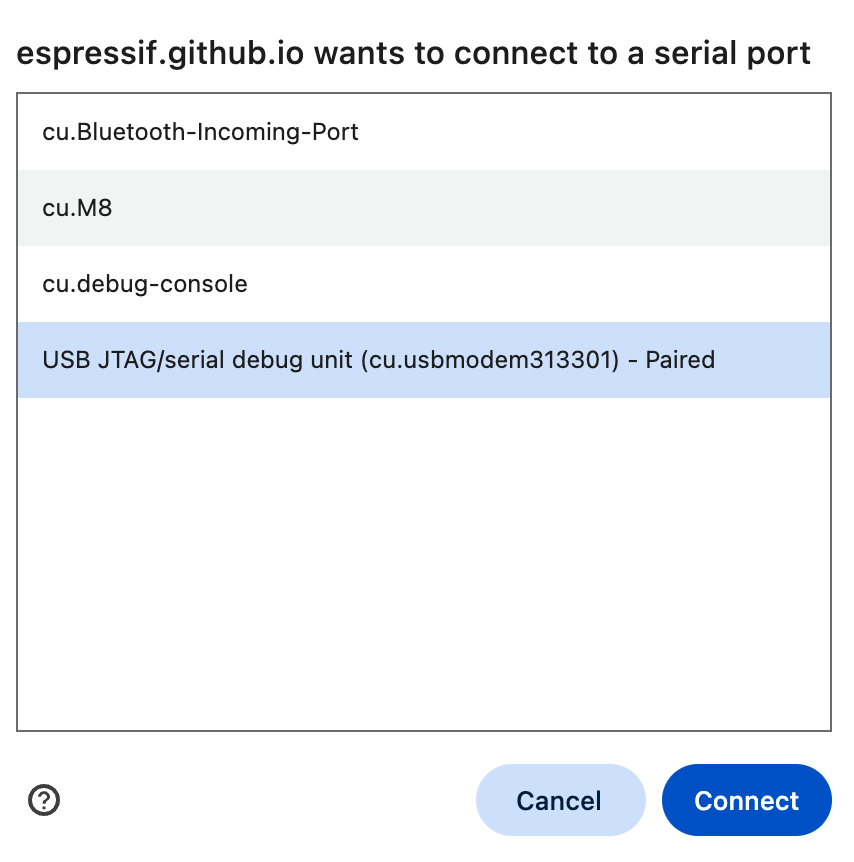 espressif.github.io wants to connect to a serial port
cu.Bluetooth-Incoming-Port
cu.M8
cu.debug-console
USB JTAG/serial debug unit (cu.usbmodem313301) - Paired
?
Cancel
Connect